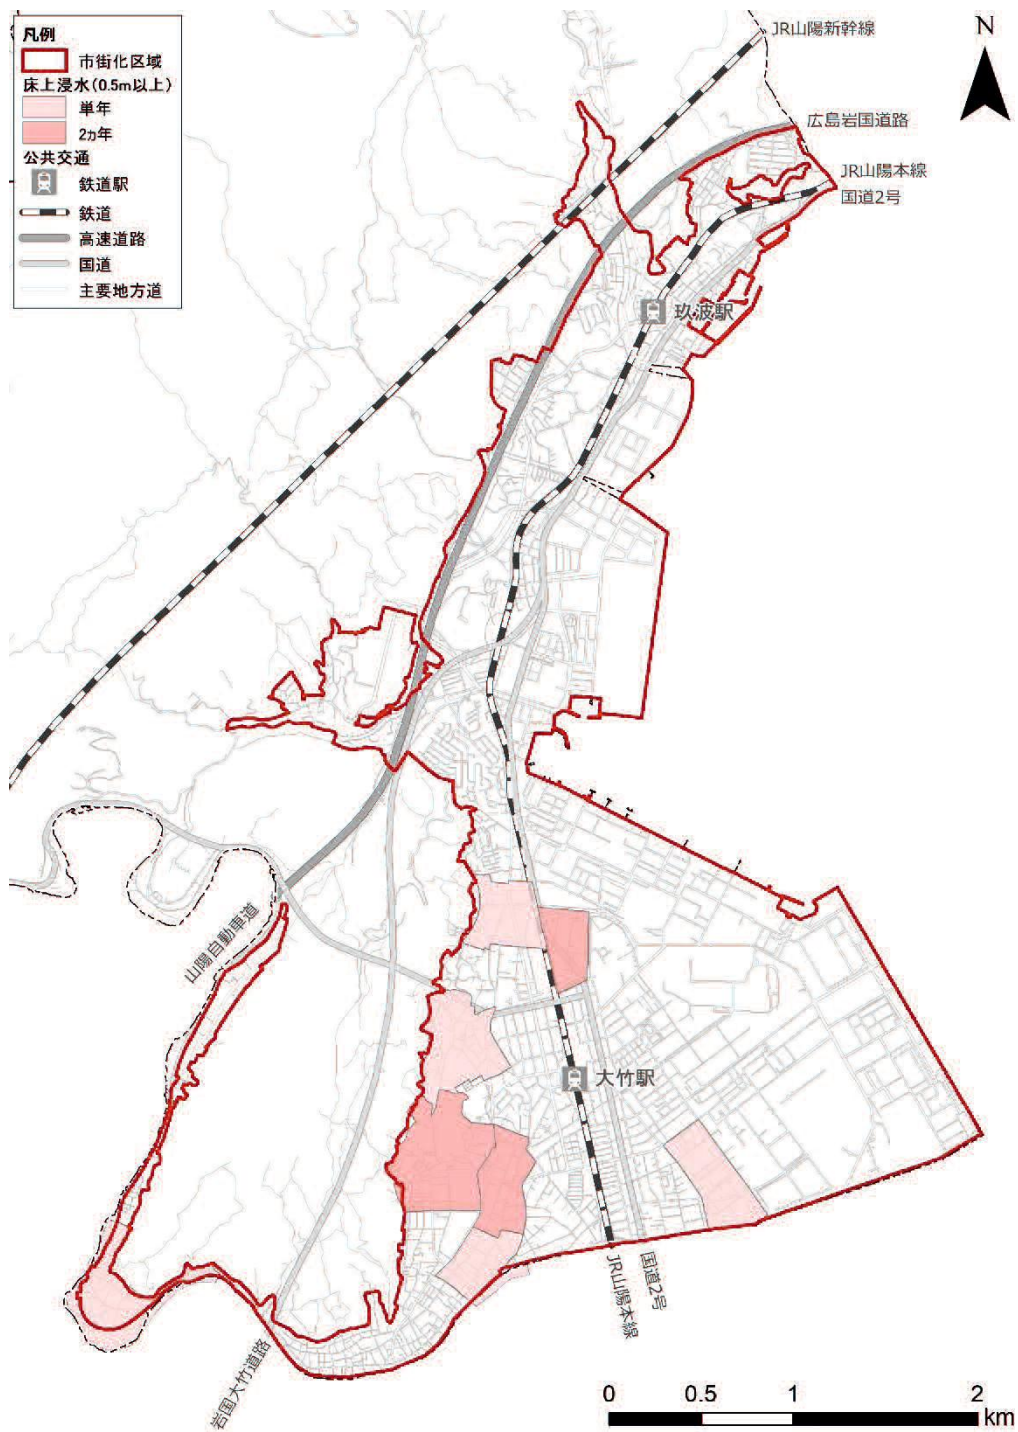 凡例
市街化区域
床上浸水(0.5m以上)
単年
2ヵ年
公共交通
鉄道駅
鉄道
高速道路
国道
主要地方道
N
JR山陽新幹線
広島岩国道路
JR山陽本線
国道2号
玖波駅
山陽自動車道
大竹駅
国道2号
JR山陽本線
岩国大竹道路
0 0.5 1 2
km